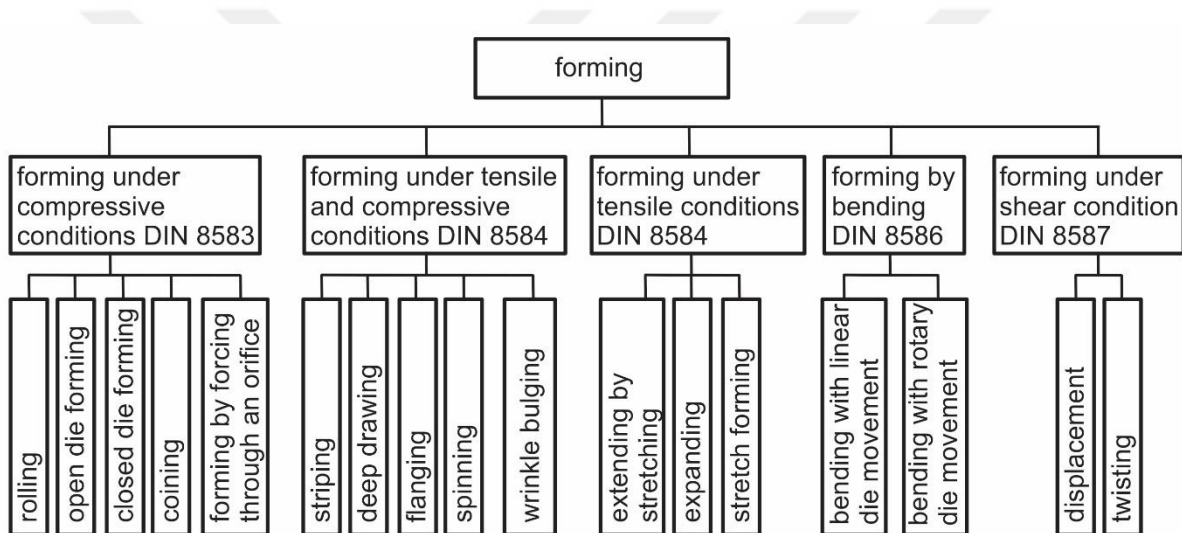 forming
forming under
compressive
conditions DIN 8583
forming under tensile
and compressive
conditions DIN 8584
forming under
tensile conditions
DIN 8584
forming by
bending
DIN 8586
forming under
shear condition
DIN 8587
rolling
open die forming
closed die forming
coining
forming by forcing
through an orifice
striping
deep drawing
flanging
spinning
wrinkle bulging
extending by
stretching
expanding
stretch forming
bending with linear
die movement
bending with rotary
die movement
displacement
twisting